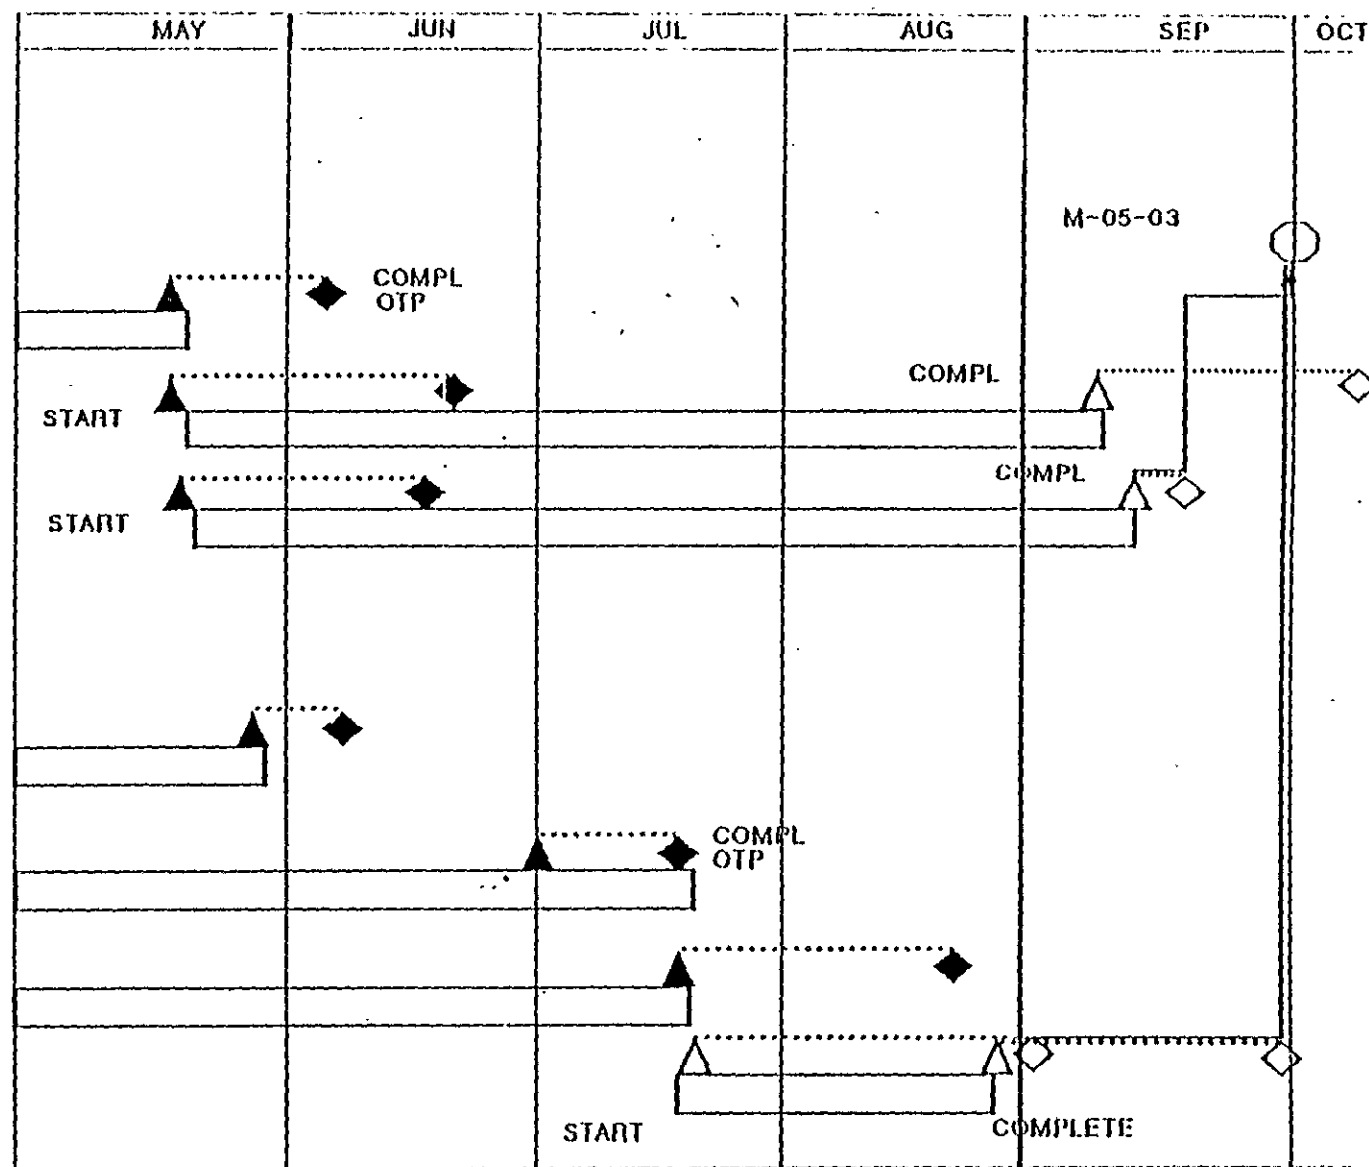 MAY JUN JUL AUG SEP OCT
M-05-03
COMPL
OTP
COMPL
START
COMPL
START
COMPL
OTP
START
COMPLETE